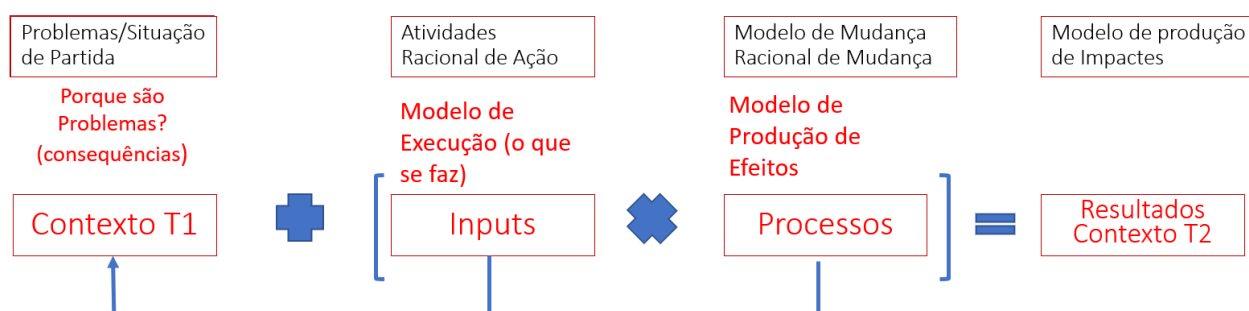 Problemas/Situação
de Partida
Atividades
Racional de Ação
Modelo de Mudança
Racional de Mudança
Modelo de produção
de Impactes
Porque são
Problemas?
(consequências)
Modelo de
Execução (o que
se faz)
Modelo de
Produção de
Efeitos
Contexto T1
Inputs
Processos
Resultados
Contexto T2